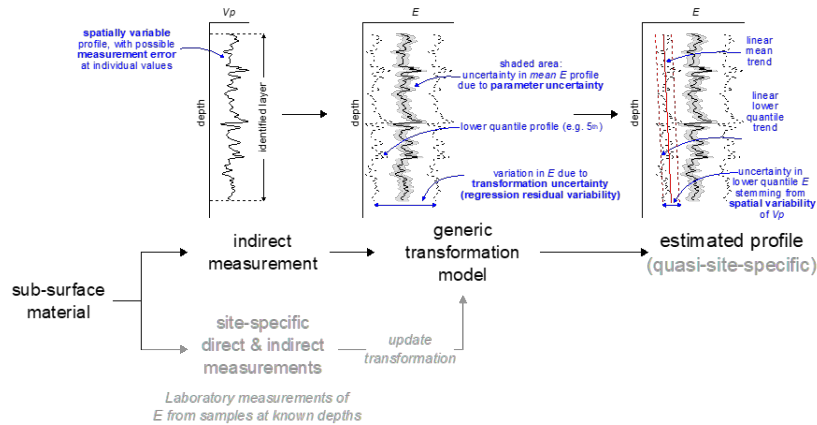 Vp
spatially variable
profile, with possible
measurement error
at individual values
depth
identified layer
E
depth
shaded area:
uncertainty in mean E profile
due to parameter uncertainty
lower quantile profile (e.g. 5th)
variation in E due to
transformation uncertainty
(regression residual variability)
E
depth
linear
mean
trend
linear
lower
quantile
trend
uncertainty in
lower quantile E
stemming from
spatial variability
of Vp
indirect
measurement
generic
transformation
model
estimated profile
(quasi-site-specific)
sub-surface
material
site-specific
direct & indirect
measurements
update
transformation
Laboratory measurements of
E from samples at known depths